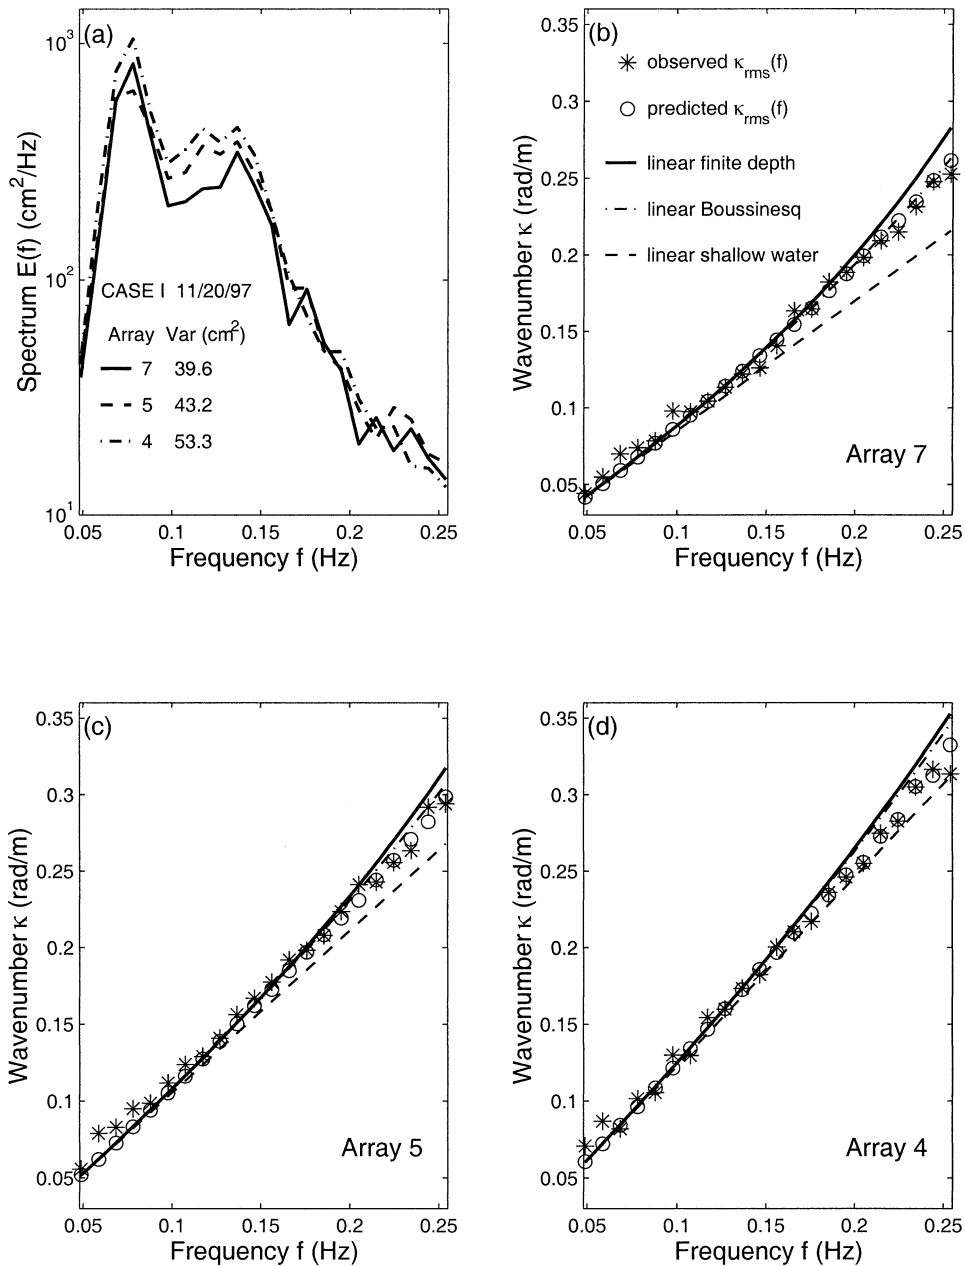 (a)
10³
10²
10¹
Spectrum E(f) (cm²/Hz)
CASE I 11/20/97
Array Var (cm²)
7 39.6
5 43.2
4 53.3
0.05 0.1 0.15 0.2 0.25
Frequency f (Hz)
(b)
observed κrms(f)
predicted κrms(f)
linear finite depth
linear Boussinesq
linear shallow water
0.35
0.3
0.25
0.2
0.15
0.1
0.05
Wavenumber κ (rad/m)
Array 7
0.05 0.1 0.15 0.2 0.25
Frequency f (Hz)
(c)
0.35
0.3
0.25
0.2
0.15
0.1
0.05
Wavenumber κ (rad/m)
Array 5
0.05 0.1 0.15 0.2 0.25
Frequency f (Hz)
(d)
0.35
0.3
0.25
0.2
0.15
0.1
0.05
Wavenumber κ (rad/m)
Array 4
0.05 0.1 0.15 0.2 0.25
Frequency f (Hz)